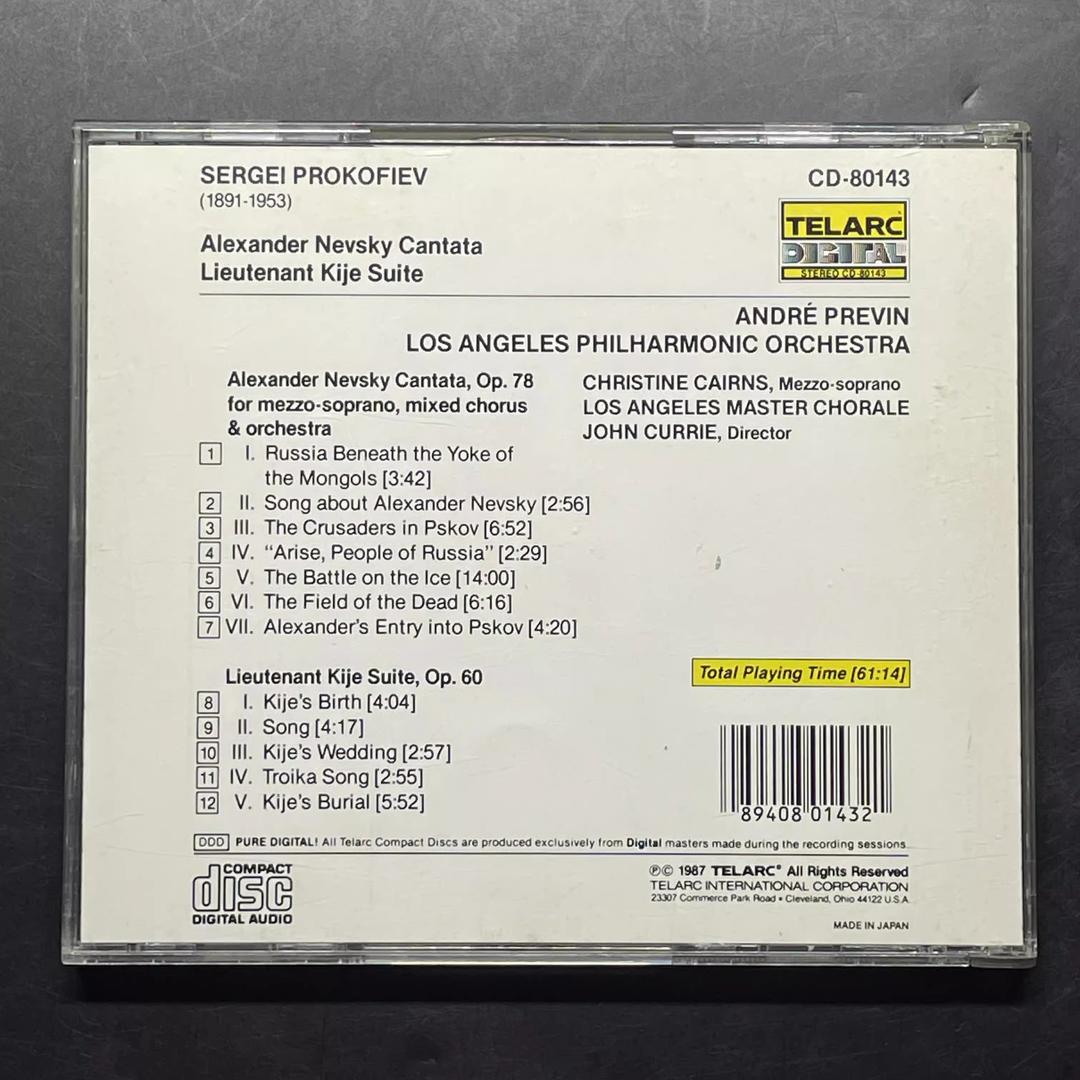 SERGEI PROKOFIEV
(1891-1953)
CD-80143
Alexander Nevsky Cantata
Lieutenant Kije Suite
TELARC
DIGITAL
STEREO CD-80143
ANDRÉ PREVIN
LOS ANGELES PHILHARMONIC ORCHESTRA
Alexander Nevsky Cantata, Op. 78
for mezzo-soprano, mixed chorus
& orchestra
CHRISTINE CAIRNS, Mezzo-soprano
LOS ANGELES MASTER CHORALE
JOHN CURRIE, Director
1 I. Russia Beneath the Yoke of
the Mongols [3:42]
2 II. Song about Alexander Nevsky [2:56]
3 III. The Crusaders in Pskov [6:52]
4 IV. “Arise, People of Russia” [2:29]
5 V. The Battle on the Ice [14:00]
6 VI. The Field of the Dead [6:16]
7 VII. Alexander's Entry into Pskov [4:20]
Lieutenant Kije Suite, Op. 60
8 I. Kije's Birth [4:04]
9 II. Song [4:17]
10 III. Kije's Wedding [2:57]
11 IV. Troika Song [2:55]
12 V. Kije's Burial [5:52]
Total Playing Time [61:14]
89408 01432
DDD PURE DIGITAL! All Telarc Compact Discs are produced exclusively from Digital masters made during the recording sessions.
COMPACT
disc
DIGITAL AUDIO
℗© 1987 TELARC® All Rights Reserved
TELARC INTERNATIONAL CORPORATION
23307 Commerce Park Road • Cleveland, Ohio 44122 U.S.A.
MADE IN JAPAN